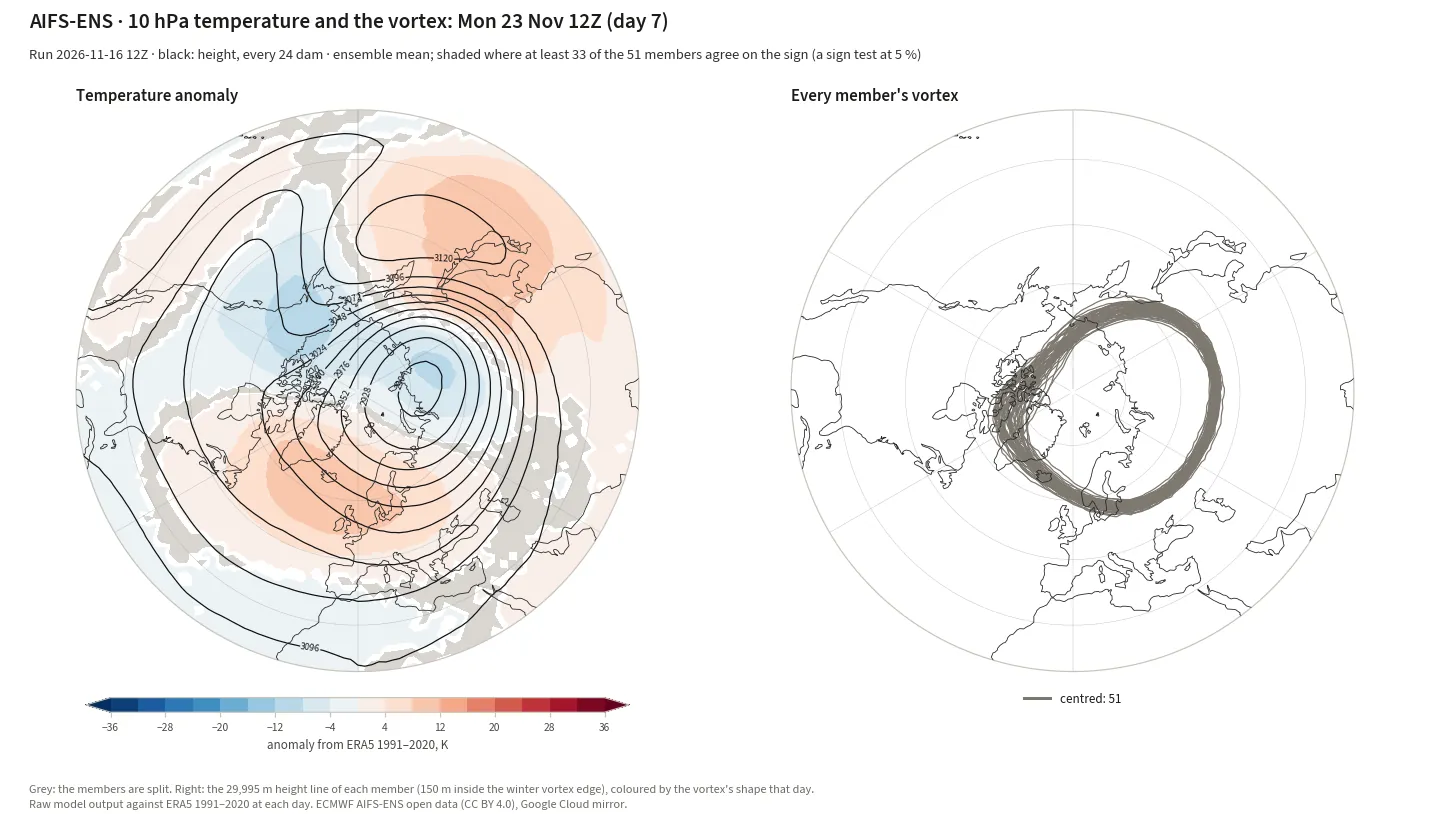 AIFS-ENS · 10 hPa temperature and the vortex: Mon 23 Nov 12Z (day 7)
Run 2026-11-16 12Z · black: height, every 24 dam · ensemble mean; shaded where at least 33 of the 51 members agree on the sign (a sign test at 5 %)
Temperature anomaly
Every member's vortex
3120
3096
3048
3024
2976
2952
2928
3096
centred: 51
−36 −28 −20 −12 −4 4 12 20 28 36
anomaly from ERA5 1991–2020, K
Grey: the members are split. Right: the 29,995 m height line of each member (150 m inside the winter vortex edge), coloured by the vortex's shape that day.
Raw model output against ERA5 1991–2020 at each day. ECMWF AIFS-ENS open data (CC BY 4.0), Google Cloud mirror.